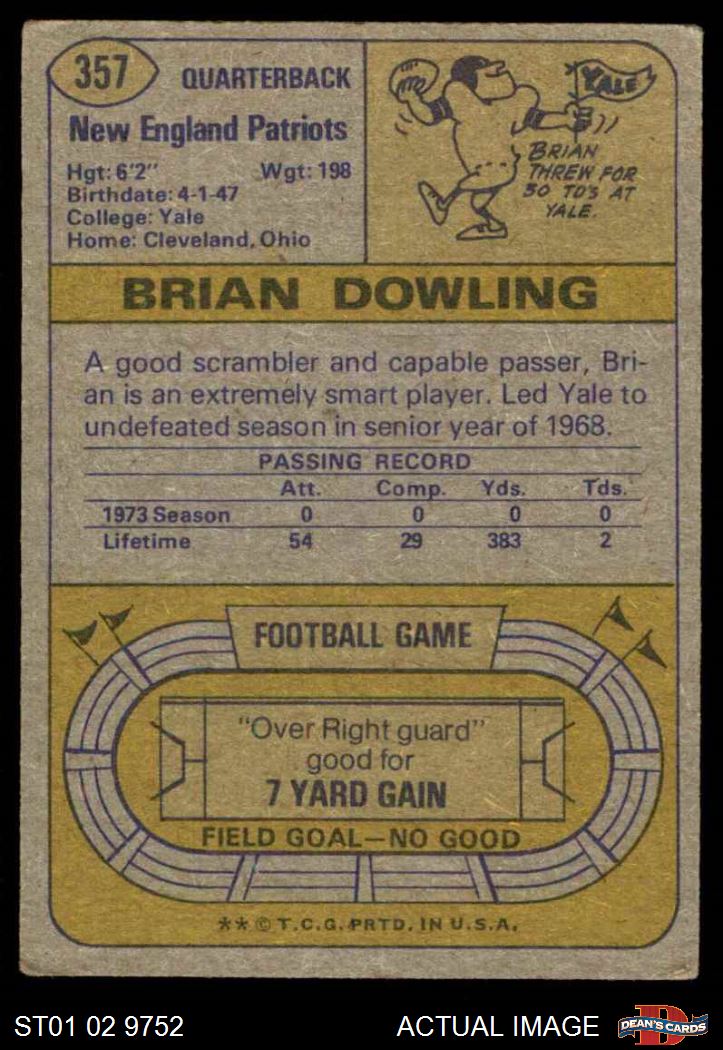 357
QUARTERBACK
New England Patriots
Hgt: 6'2" Wgt: 198
Birthdate: 4-1-47
College: Yale
Home: Cleveland, Ohio
YALE
BRIAN
THREW FOR
30 TD'S AT
YALE.
BRIAN DOWLING
A good scrambler and capable passer, Bri-
an is an extremely smart player. Led Yale to
undefeated season in senior year of 1968.
PASSING RECORD
Att. Comp. Yds. Tds.
1973 Season 0 0 0 0
Lifetime 54 29 383 2
FOOTBALL GAME
"Over Right guard"
good for
7 YARD GAIN
FIELD GOAL—NO GOOD
** © T.C.G. PRTD. IN U.S.A.
ST01 02 9752 ACTUAL IMAGE
D
DEAN'S CARDS